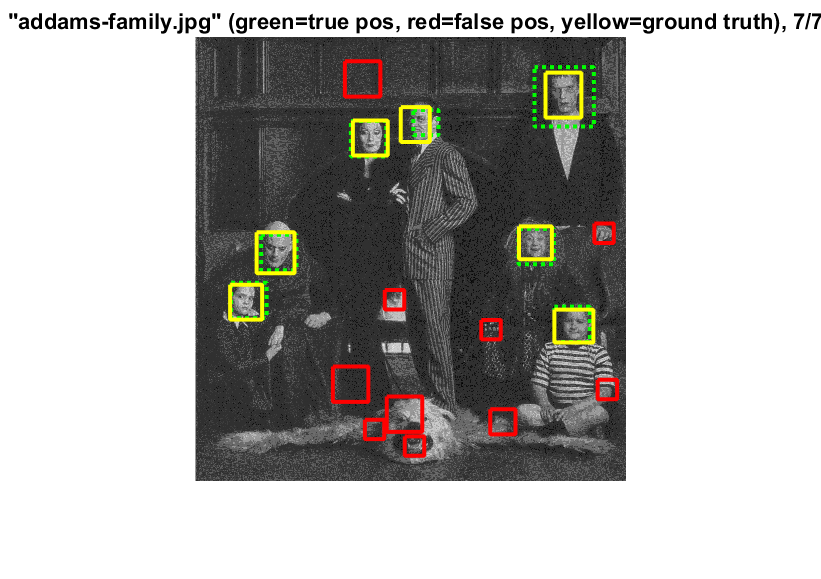 "addams-family.jpg" (green=true pos, red=false pos, yellow=ground truth), 7/7